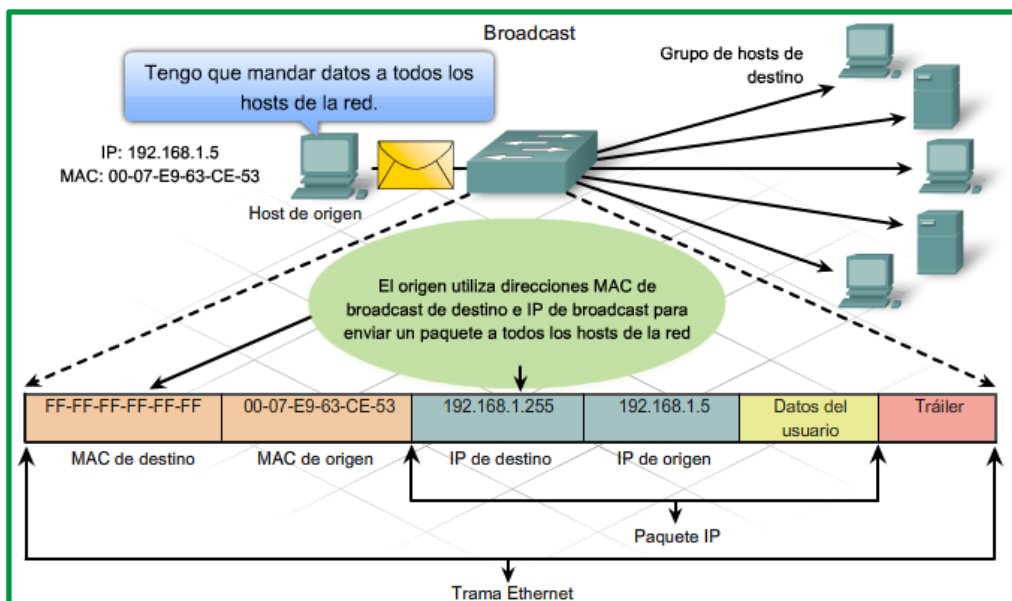 Broadcast
Tengo que mandar datos a todos los
hosts de la red.
Grupo de hosts de
destino
IP: 192.168.1.5
MAC: 00-07-E9-63-CE-53
Host de origen
El origen utiliza direcciones MAC de
broadcast de destino e IP de broadcast para
enviar un paquete a todos los hosts de la red
FF-FF-FF-FF-FF-FF 00-07-E9-63-CE-53 192.168.1.255 192.168.1.5 Datos del
usuario Tráiler
MAC de destino MAC de origen IP de destino IP de origen
Paquete IP
Trama Ethernet